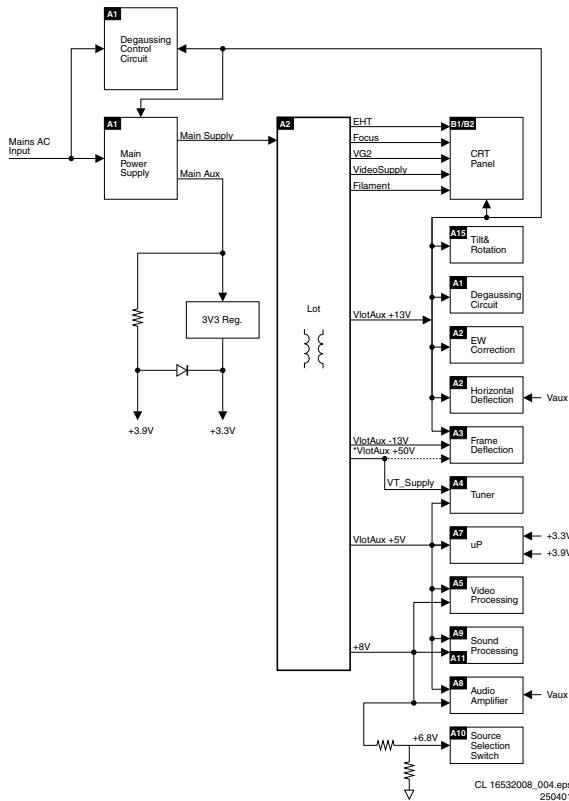 A1
Degaussing
Control
Circuit
Mains AC
Input
A1
Main
Power
Supply
Main Supply
Main Aux
3V3 Reg.
+3.9V
+3.3V
A2
Lot
EHT
Focus
VG2
VideoSupply
Filament
VlotAux +13V
VlotAux -13V
*VlotAux +50V
VT_Supply
VlotAux +5V
+8V
+6.8V
B1/B2
CRT
Panel
A15
Tilt&
Rotation
A1
Degaussing
Circuit
A2
EW
Correction
A2
Horizontal
Deflection
Vaux
A3
Frame
Deflection
A4
Tuner
A7
uP
+3.3V
+3.9V
A5
Video
Processing
A9
Sound
Processing
A11
A8
Audio
Amplifier
Vaux
A10
Source
Selection
Switch
CL 16532008_004.eps
250401